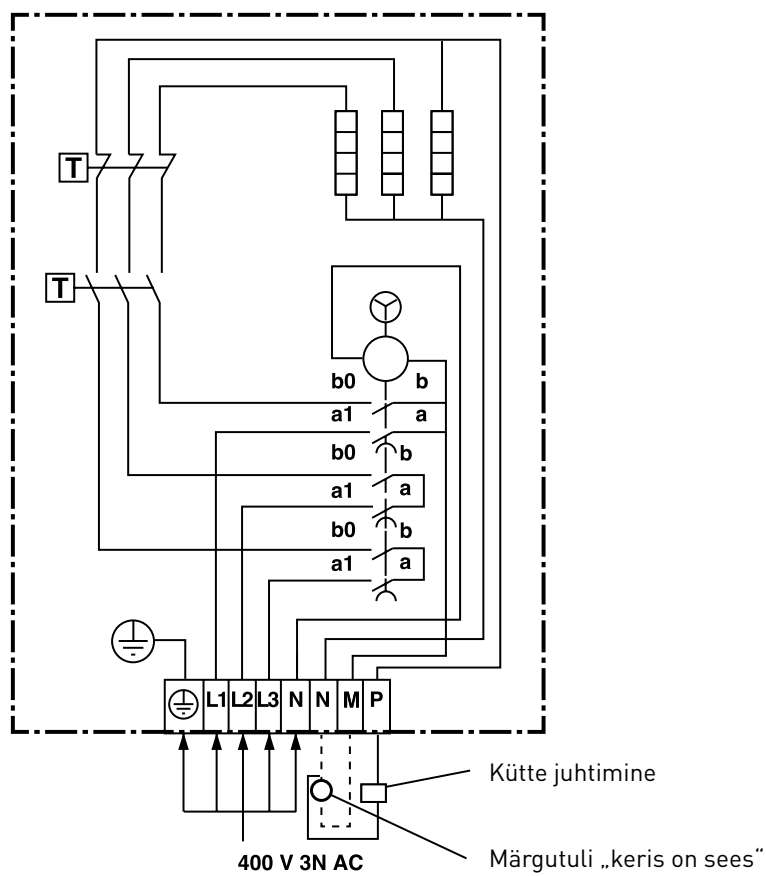 T
T
b0 b
a1 a
b0 b
a1 a
b0 b
a1 a
L1 L2 L3 N N M P
Kütte juhtimine
Märgutuli „keris on sees“
400 V 3N AC